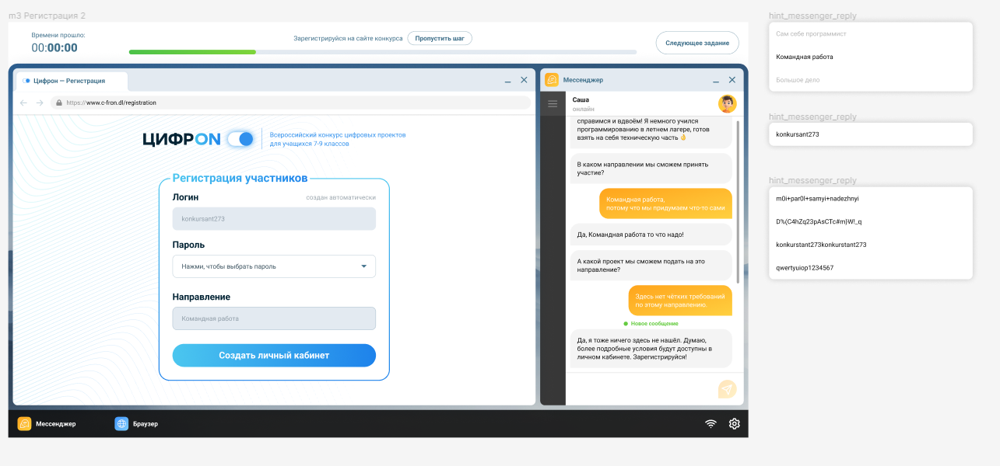 m3 Регистрация 2
Времени прошло:
00:00:00
Зарегистрируйся на сайте конкурса
Пропустить шаг
Следующее задание
Цифрон — Регистрация
https://www.c-fron.dl/registration
ЦИФРON
Всероссийский конкурс цифровых проектов
для учащихся 7-9 классов
Регистрация участников
Логин
создан автоматически
konkursant273
Пароль
Нажми, чтобы выбрать пароль
Направление
Командная работа
Создать личный кабинет
Мессенджер
Саша
онлайн
справимся и вдвоём! Я немного учился
программированию в летнем лагере, готов
взять на себя техническую часть 👌
В каком направлении мы сможем принять
участие?
Командная работа,
потому что мы придумаем что-то сами
Да, Командная работа то что надо!
А какой проект мы сможем подать на это
направление?
Здесь нет чётких требований
по этому направлению.
Новое сообщение
Да, я тоже ничего здесь не нашёл. Думаю,
более подробные условия будут доступны в
личном кабинете. Зарегистрируйся!
Мессенджер
Браузер
hint_messenger_reply
Сам себе программист
Командная работа
Большое дело
hint_messenger_reply
konkursant273
hint_messenger_reply
m0i+par0l+samyi+nadezhnyi
D%(C4hZq23pAsCTc#m}W!_q
konkurstant273konkurstant273
qwertyuiop1234567